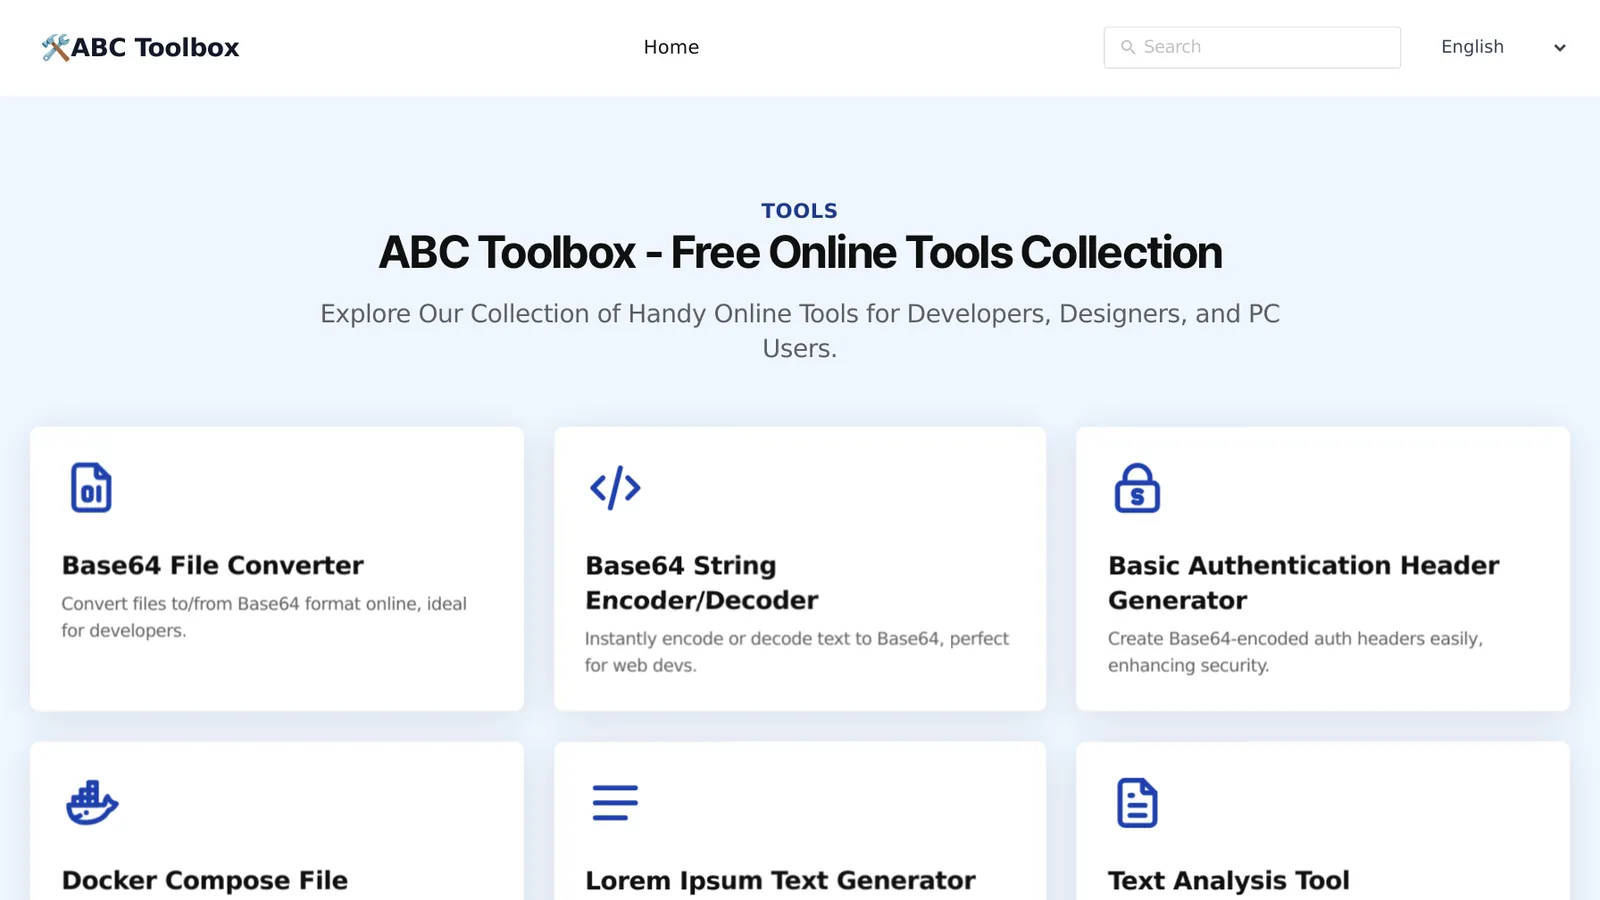 ABC Toolbox
Home
Search
English
TOOLS
ABC Toolbox - Free Online Tools Collection
Explore Our Collection of Handy Online Tools for Developers, Designers, and PC
Users.
Base64 File Converter
Convert files to/from Base64 format online, ideal
for developers.
Base64 String
Encoder/Decoder
Instantly encode or decode text to Base64, perfect
for web devs.
Basic Authentication Header
Generator
Create Base64-encoded auth headers easily,
enhancing security.
Docker Compose File
Lorem Ipsum Text Generator
Text Analysis Tool